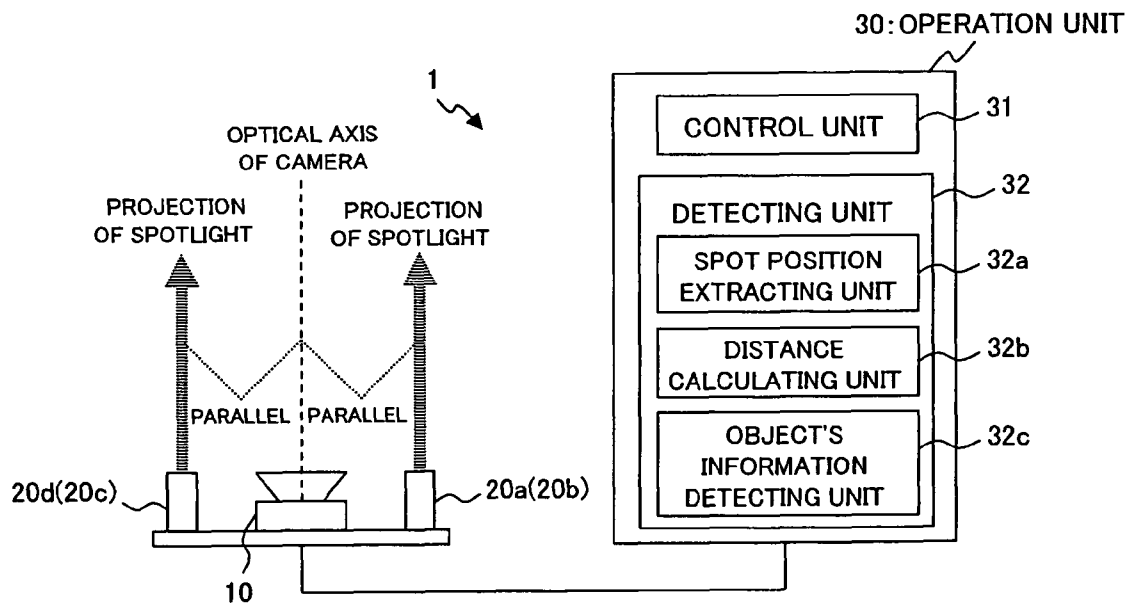 30:OPERATION UNIT
1
OPTICAL AXIS
OF CAMERA
PROJECTION
OF SPOTLIGHT
PROJECTION
OF SPOTLIGHT
PARALLEL
PARALLEL
20d(20c)
20a(20b)
10
CONTROL UNIT
31
32
DETECTING UNIT
SPOT POSITION
EXTRACTING UNIT
32a
DISTANCE
CALCULATING UNIT
32b
OBJECT'S
INFORMATION
DETECTING UNIT
32c